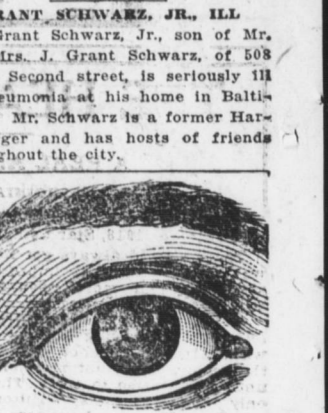 RANT SCHWARZ, JR., ILL
Grant Schwarz, Jr., son of Mr.
Mrs. J. Grant Schwarz, of 508
Second street, is seriously ill
eumonia at his home in Balti-
Mr. Schwarz is a former Har-
ger and has hosts of friends
ghout the city.